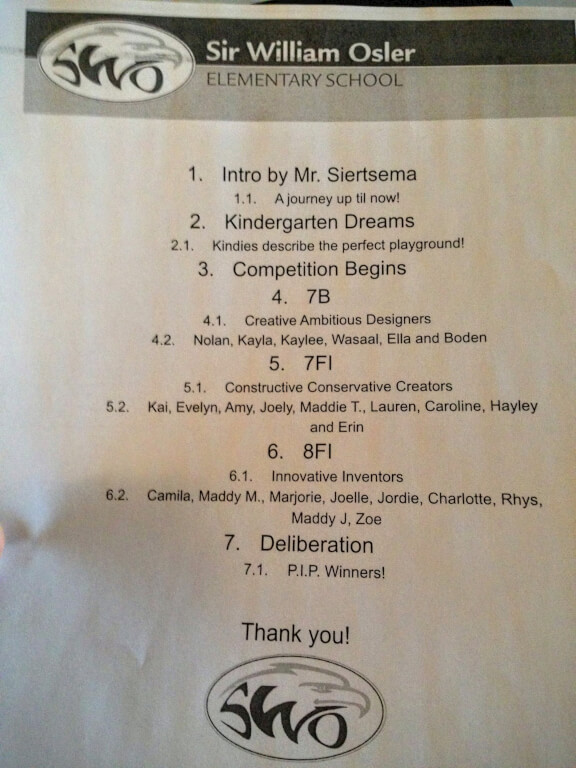 SWO
Sir William Osler
ELEMENTARY SCHOOL
1. Intro by Mr. Siertsema
1.1. A journey up til now!
2. Kindergarten Dreams
2.1. Kindies describe the perfect playground!
3. Competition Begins
4. 7B
4.1. Creative Ambitious Designers
4.2. Nolan, Kayla, Kaylee, Wasaal, Ella and Boden
5. 7FI
5.1. Constructive Conservative Creators
5.2. Kai, Evelyn, Amy, Joely, Maddie T., Lauren, Caroline, Hayley
and Erin
6. 8FI
6.1. Innovative Inventors
6.2. Camila, Maddy M., Marjorie, Joelle, Jordie, Charlotte, Rhys,
Maddy J, Zoe
7. Deliberation
7.1. P.I.P. Winners!
Thank you!
SWO